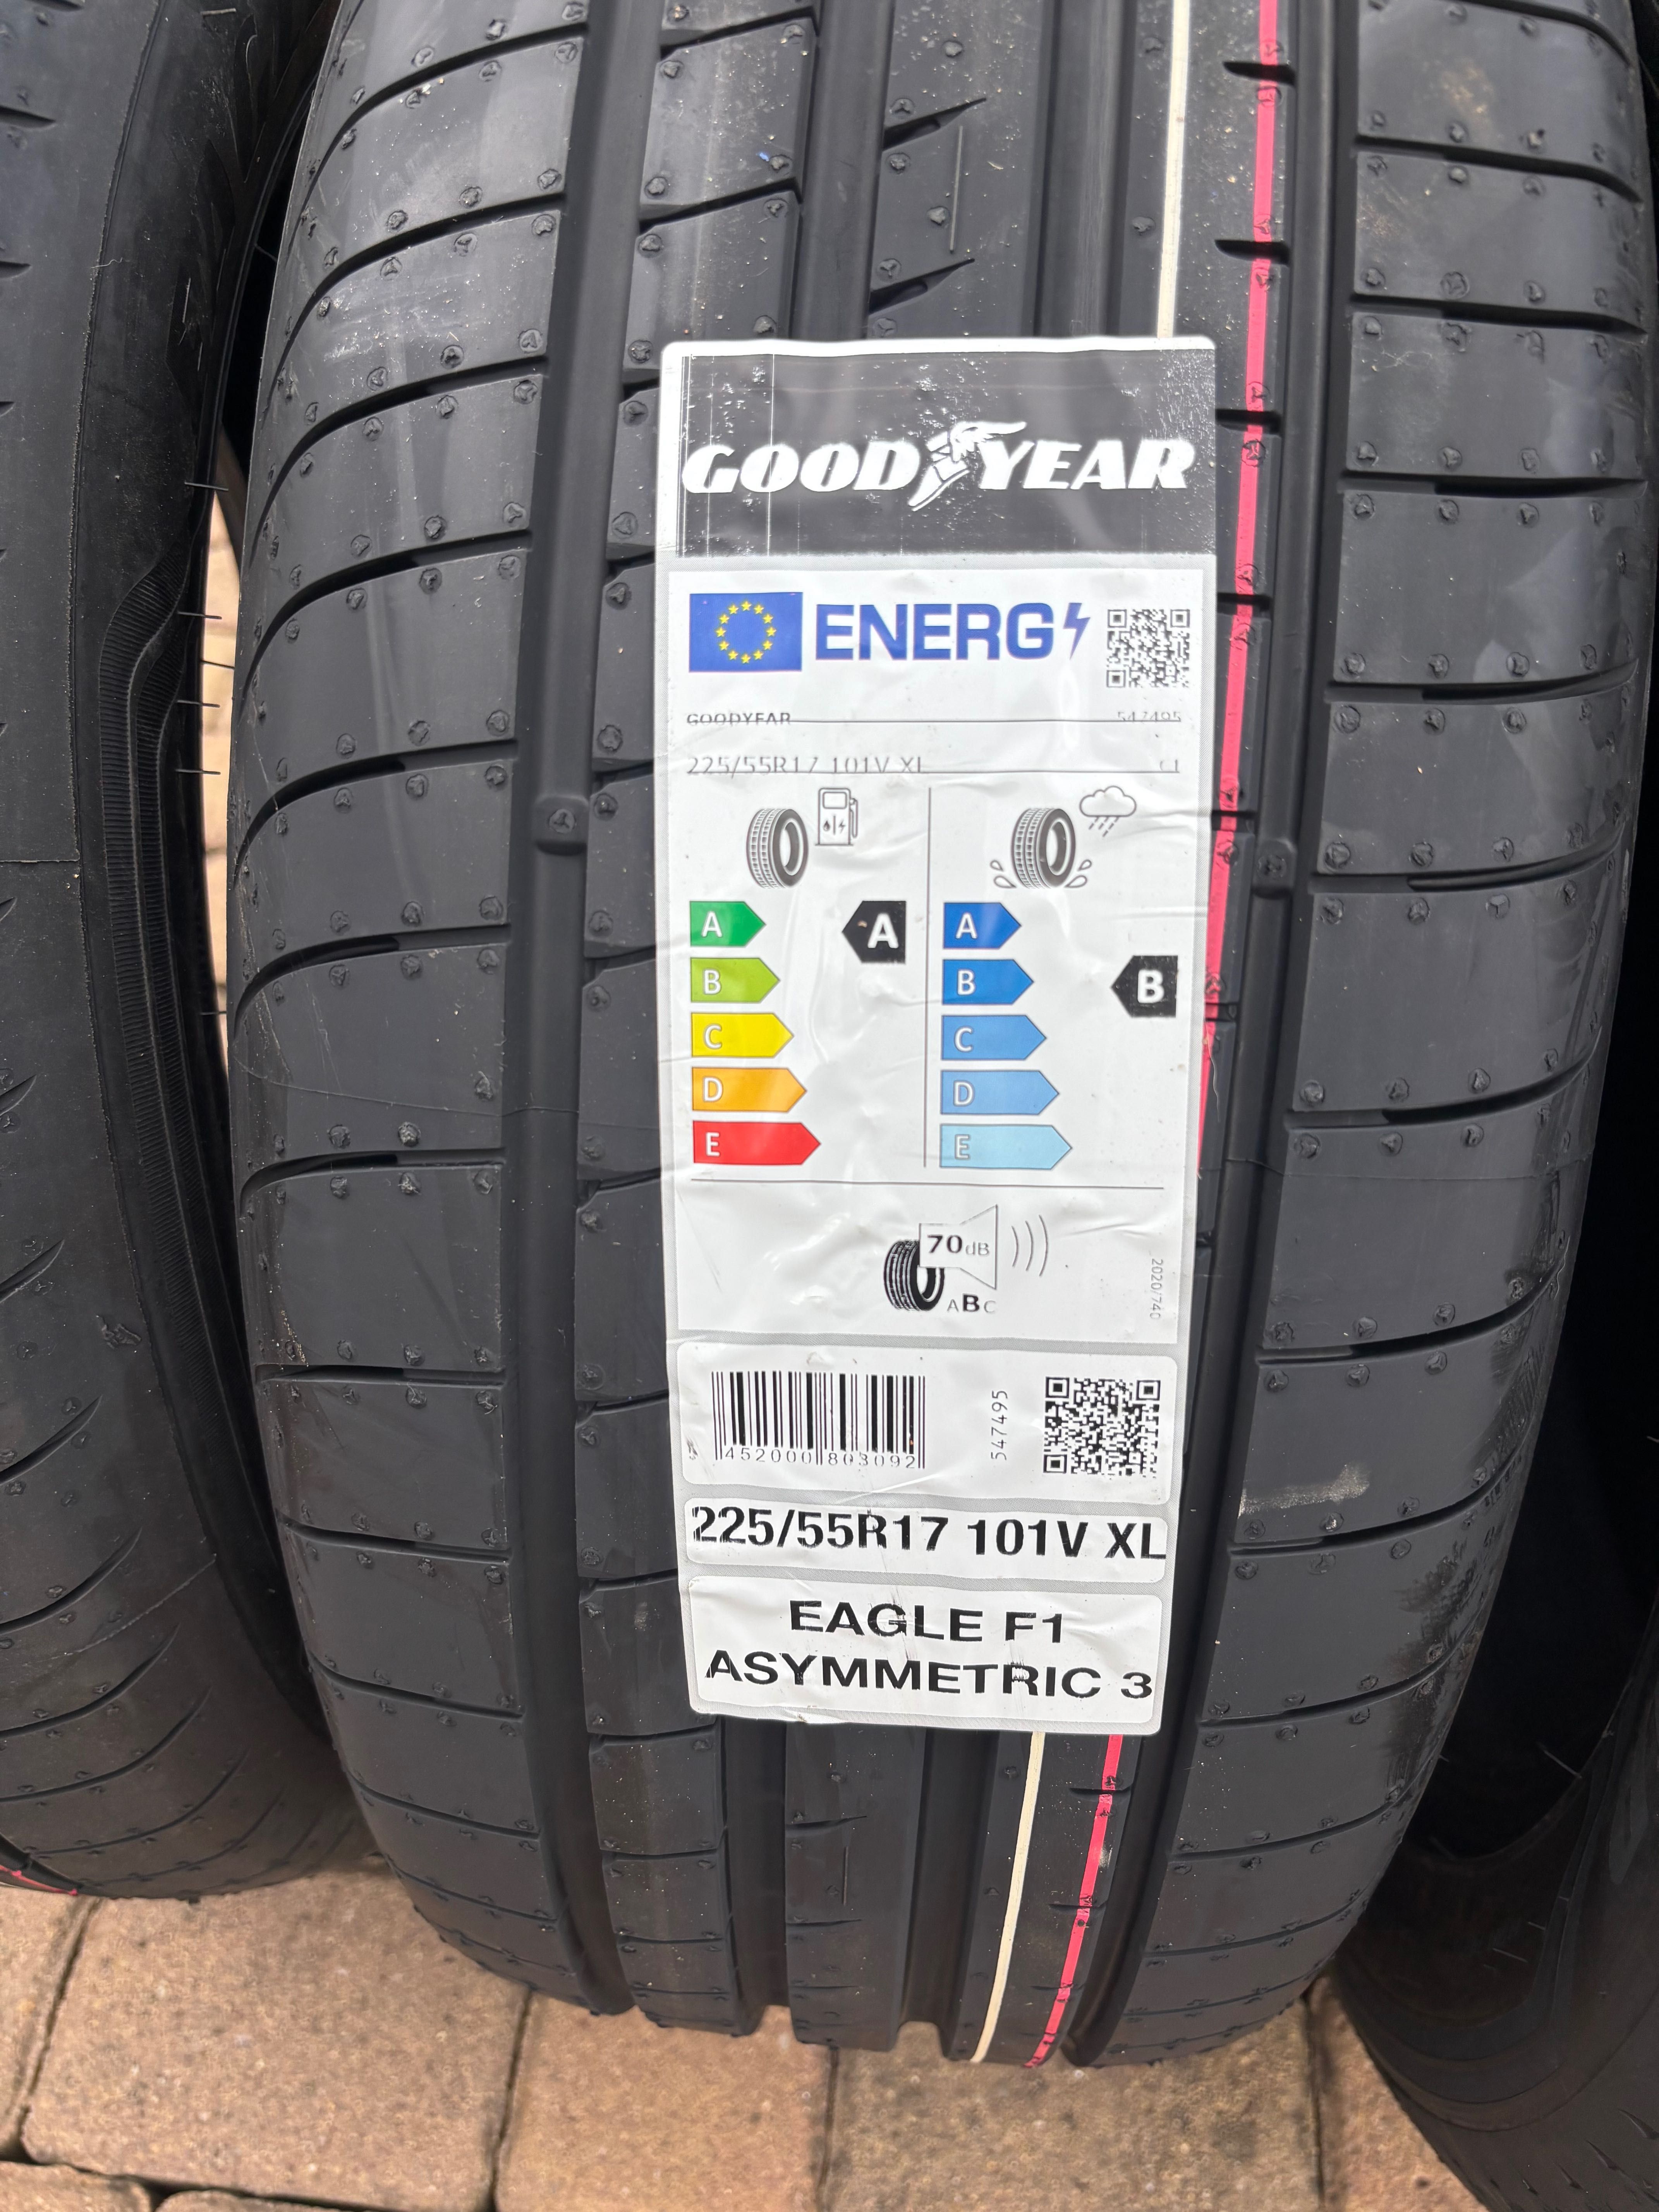 GOODYEAR
ENERG
GOODYEAR 547495
225/55R17 101V XL C1
A A A
B B B
C C
D D
E E
70dB
ABC
2020/740
452000 803092
547495
225/55R17 101V XL
EAGLE F1
ASYMMETRIC 3